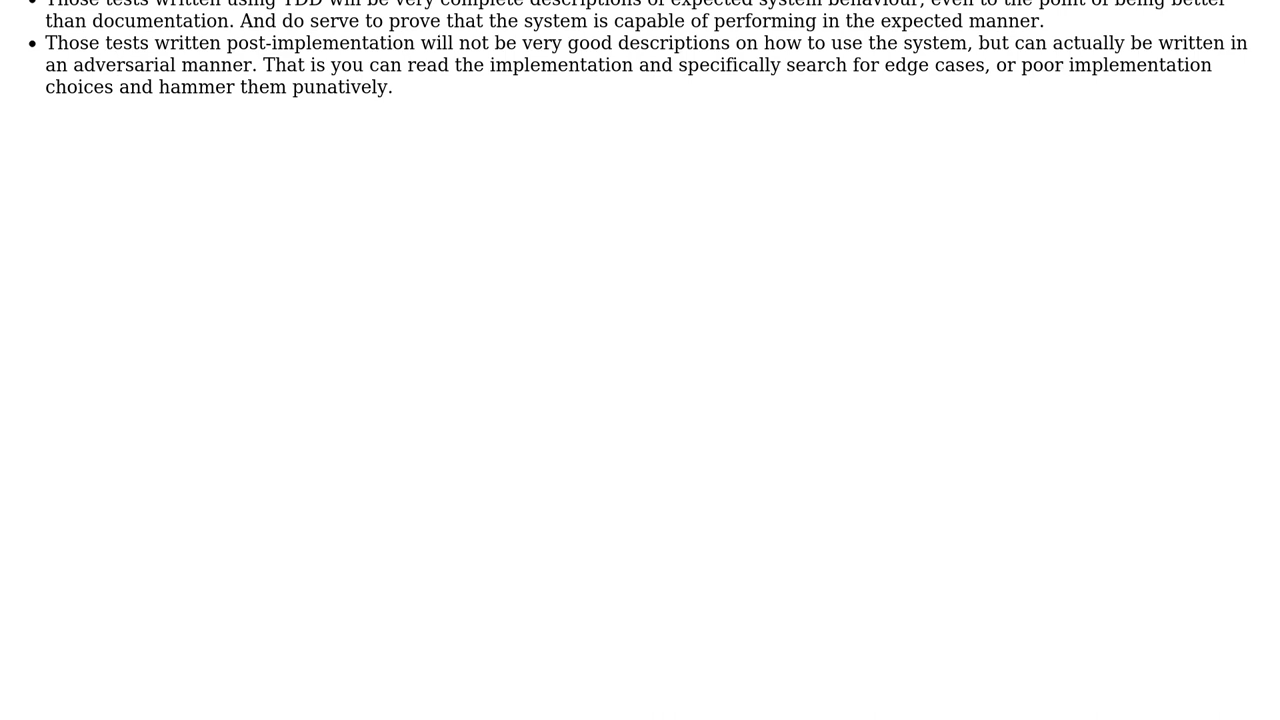 Those tests written using TDD will be very complete descriptions of expected system behaviour, even to the point of being better
than documentation. And do serve to prove that the system is capable of performing in the expected manner.
Those tests written post-implementation will not be very good descriptions on how to use the system, but can actually be written in
an adversarial manner. That is you can read the implementation and specifically search for edge cases, or poor implementation
choices and hammer them punatively.